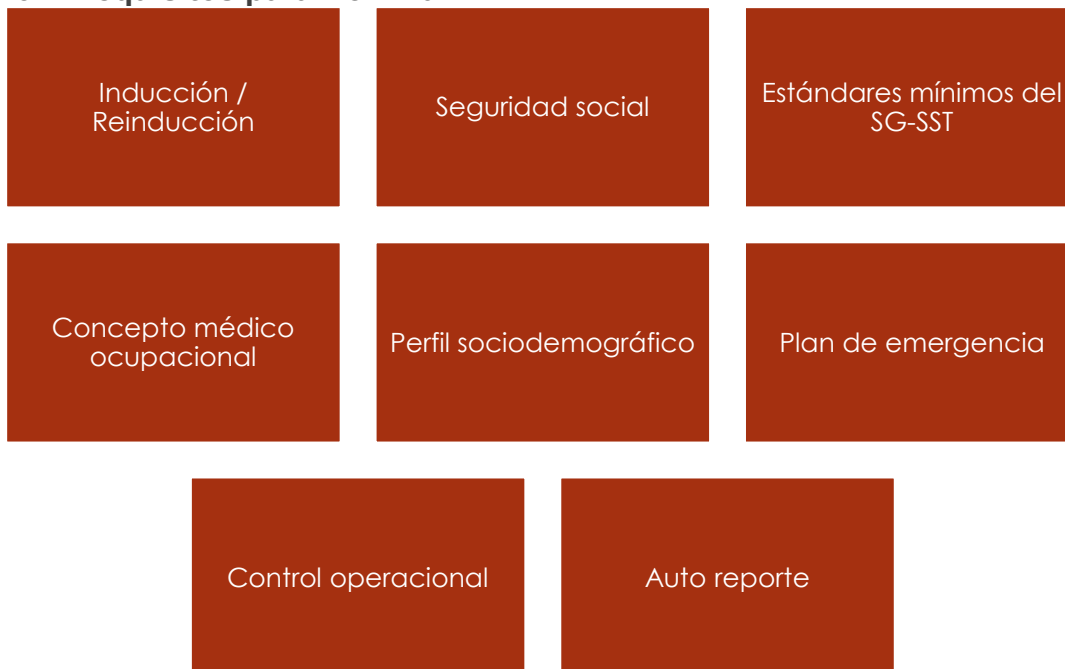 Inducción /
Reinducción
Seguridad social
Estándares mínimos del
SG-SST
Concepto médico
ocupacional
Perfil sociodemográfico
Plan de emergencia
Control operacional
Auto reporte